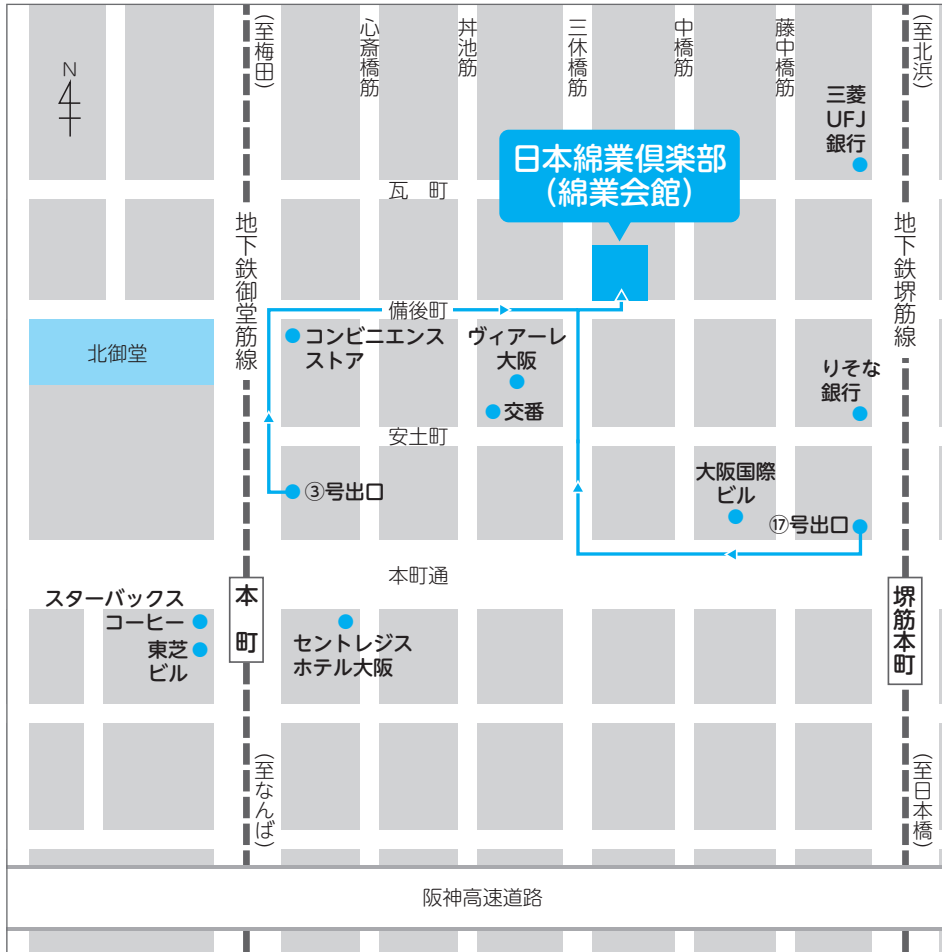 N
(至梅田)
心斎橋筋
丼池筋
三休橋筋
中橋筋
藤中橋筋
(至北浜)
三菱
UFJ
銀行
日本綿業倶楽部
(綿業会館)
瓦 町
地下鉄御堂筋線
地下鉄堺筋線
備後町
北御堂
コンビニエンス
ストア
ヴィアーレ
大阪
交番
りそな
銀行
安土町
③号出口
大阪国際
ビル
⑰号出口
本町通
本町
堺筋本町
スターバックス
コーヒー
東芝
ビル
セントレジス
ホテル大阪
(至なんば)
(至日本橋)
阪神高速道路